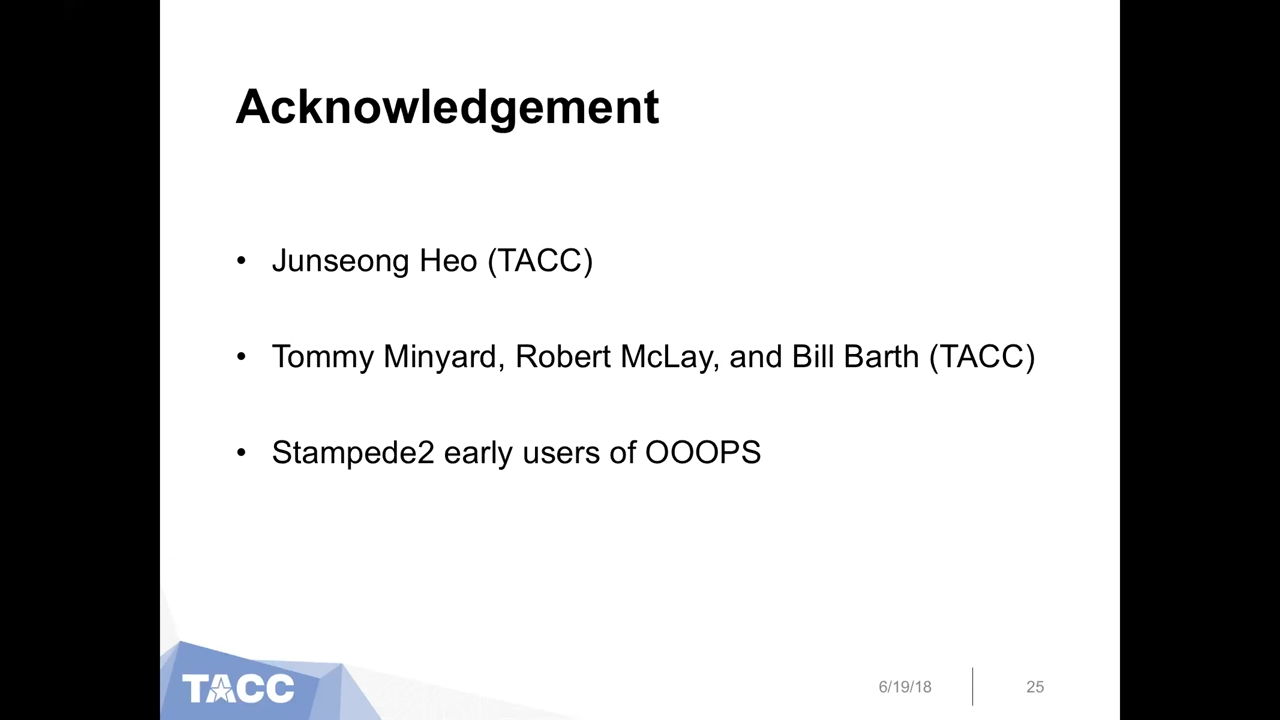 Acknowledgement
• Junseong Heo (TACC)
• Tommy Minyard, Robert McLay, and Bill Barth (TACC)
• Stampede2 early users of OOOPS
TACC
6/19/18
25